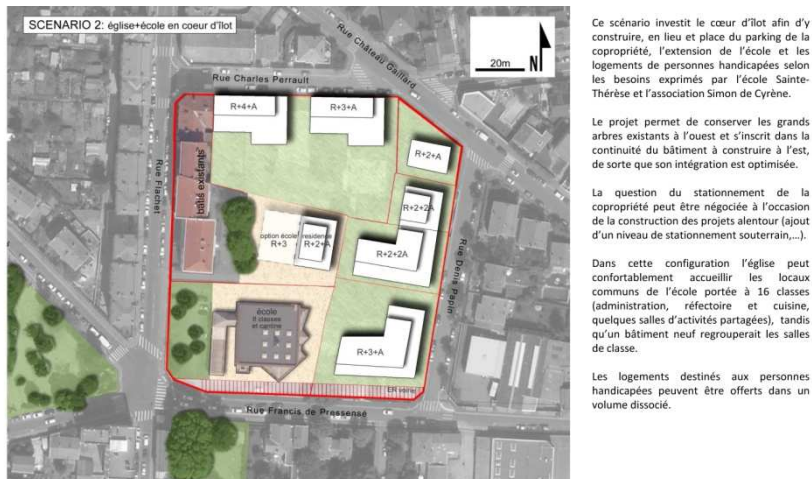 SCENARIO 2: église+école en coeur d'îlot
20m N
Rue Château Gaillard
Rue Charles Perrault
R+4+A
R+3+A
R+2+A
bâtis existants
Rue Flachet
R+2+2A
option école
R+3
residence
R+2+A
R+2+2A
Rue Denis Papin
école
8 classes
et cantine
R+3+A
ER voirie
Rue Francis de Pressensé
Ce scénario investit le cœur d'îlot afin d'y
construire, en lieu et place du parking de la
copropriété, l'extension de l'école et les
logements de personnes handicapées selon
les besoins exprimés par l'école Sainte-
Thérèse et l'association Simon de Cyrène.
Le projet permet de conserver les grands
arbres existants à l'ouest et s'inscrit dans la
continuité du bâtiment à construire à l'est,
de sorte que son intégration est optimisée.
La question du stationnement de la
copropriété peut être négociée à l'occasion
de la construction des projets alentour (ajout
d'un niveau de stationnement souterrain,...).
Dans cette configuration l'église peut
confortablement accueillir les locaux
communs de l'école portée à 16 classes
(administration, réfectoire et cuisine,
quelques salles d'activités partagées), tandis
qu'un bâtiment neuf regrouperait les salles
de classe.
Les logements destinés aux personnes
handicapées peuvent être offerts dans un
volume dissocié.